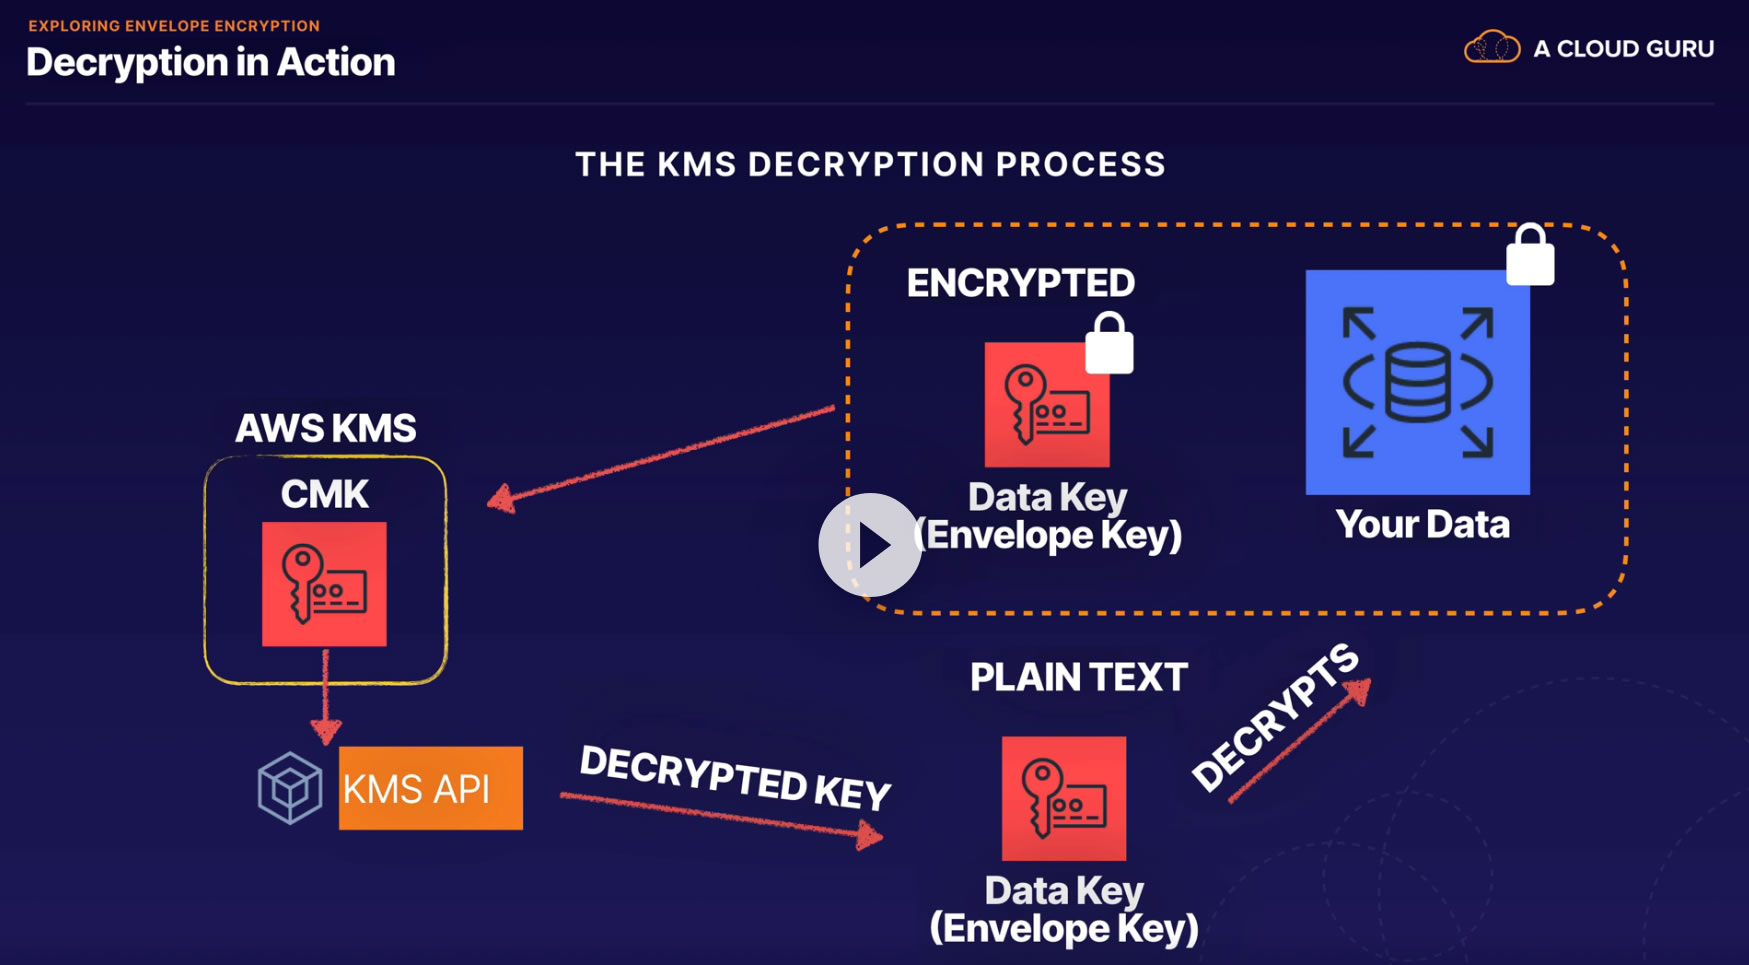 EXPLORING ENVELOPE ENCRYPTION
Decryption in Action
A CLOUD GURU
THE KMS DECRYPTION PROCESS
ENCRYPTED
Data Key
(Envelope Key)
Your Data
AWS KMS
CMK
KMS API
DECRYPTED KEY
PLAIN TEXT
Data Key
(Envelope Key)
DECRYPTS